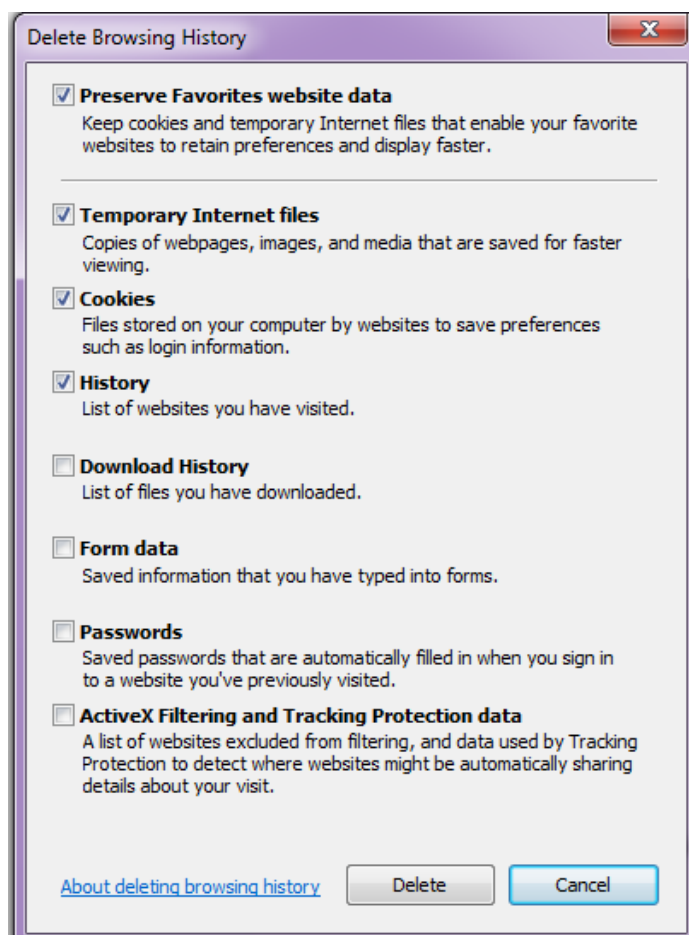 Delete Browsing History
Preserve Favorites website data
Keep cookies and temporary Internet files that enable your favorite
websites to retain preferences and display faster.
Temporary Internet files
Copies of webpages, images, and media that are saved for faster
viewing.
Cookies
Files stored on your computer by websites to save preferences
such as login information.
History
List of websites you have visited.
Download History
List of files you have downloaded.
Form data
Saved information that you have typed into forms.
Passwords
Saved passwords that are automatically filled in when you sign in
to a website you've previously visited.
ActiveX Filtering and Tracking Protection data
A list of websites excluded from filtering, and data used by Tracking
Protection to detect where websites might be automatically sharing
details about your visit.
About deleting browsing history Delete Cancel